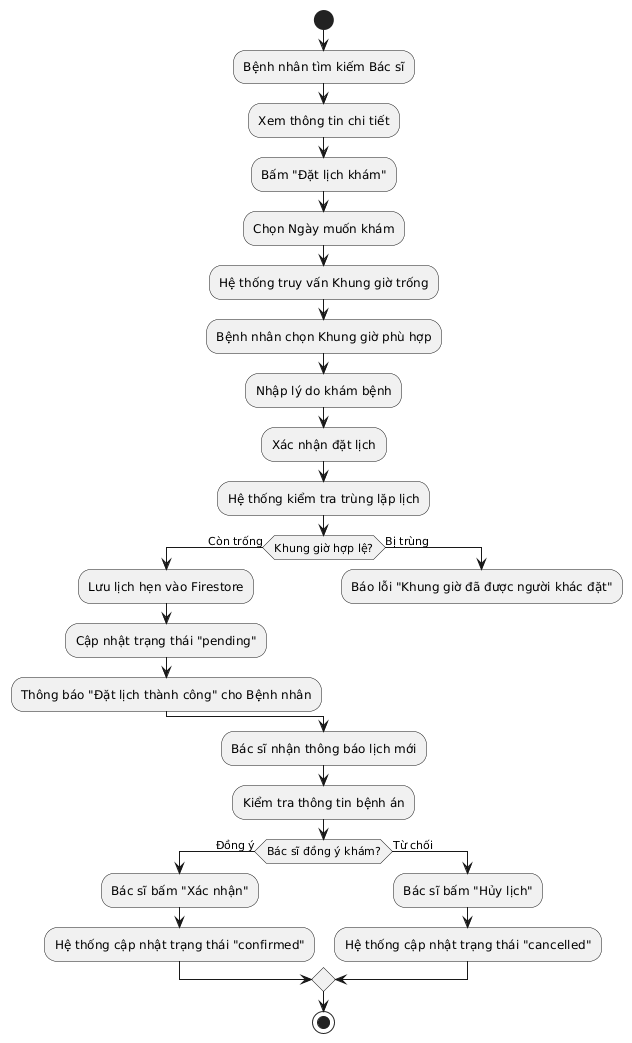 Bệnh nhân tìm kiếm Bác sĩ
Xem thông tin chi tiết
Bấm "Đặt lịch khám"
Chọn Ngày muốn khám
Hệ thống truy vấn Khung giờ trống
Bệnh nhân chọn Khung giờ phù hợp
Nhập lý do khám bệnh
Xác nhận đặt lịch
Hệ thống kiểm tra trùng lặp lịch
Còn trống
Khung giờ hợp lệ?
Bị trùng
Lưu lịch hẹn vào Firestore
Báo lỗi "Khung giờ đã được người khác đặt"
Cập nhật trạng thái "pending"
Thông báo "Đặt lịch thành công" cho Bệnh nhân
Bác sĩ nhận thông báo lịch mới
Kiểm tra thông tin bệnh án
Đồng ý
Bác sĩ đồng ý khám?
Từ chối
Bác sĩ bấm "Xác nhận"
Bác sĩ bấm "Hủy lịch"
Hệ thống cập nhật trạng thái "confirmed"
Hệ thống cập nhật trạng thái "cancelled"